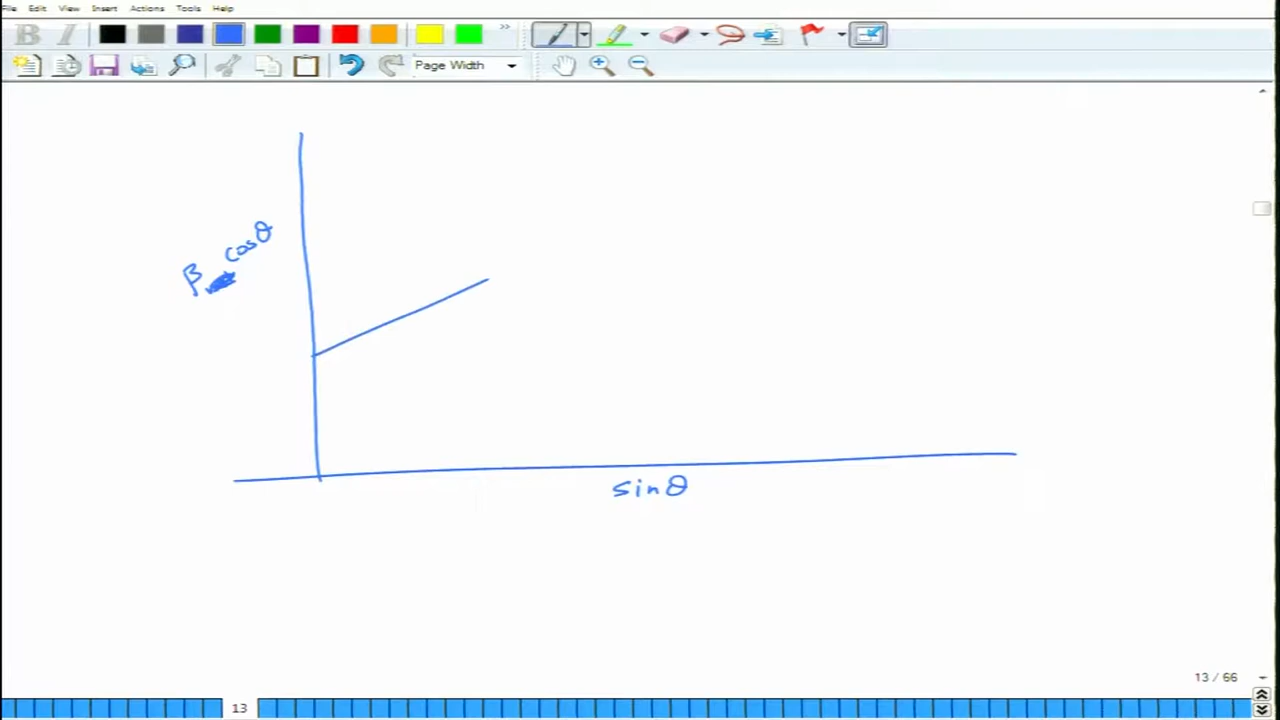 File Edit View Insert Actions Tools Help
B I
Page Width
β cosθ
sinθ
13 / 66
13